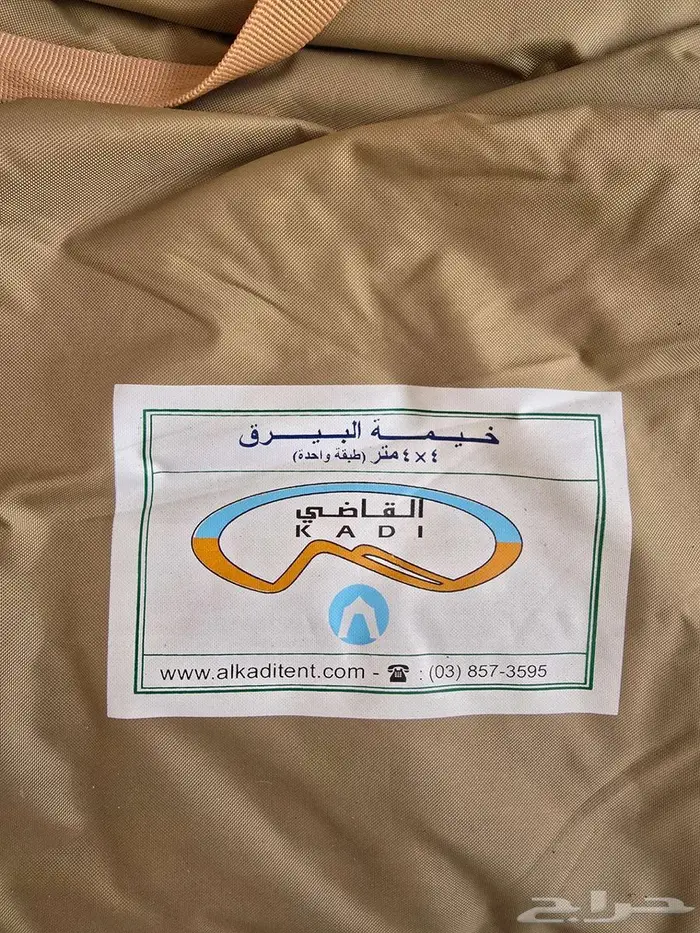 خيمة البيرق
٤×٤ متر (طبقة واحدة)
القاضي
KADI
www.alkaditent.com - ☎ : (03) 857-3595
حراج